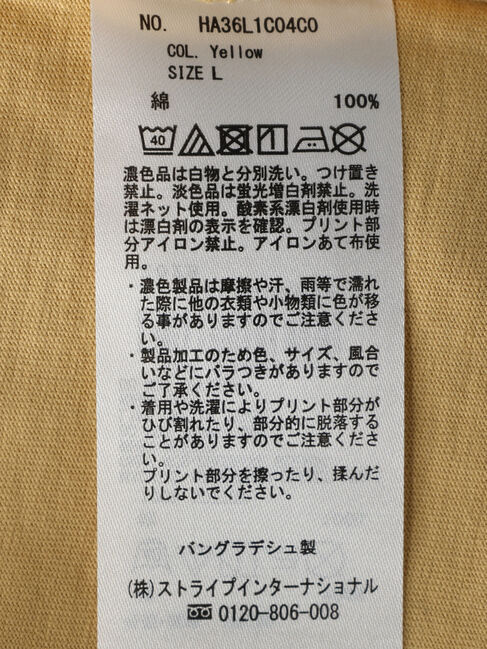 NO. HA36L1C04C0
COL. Yellow
SIZE L
綿 100%
40
濃色品は白物と分別洗い。つけ置き
禁止。淡色品は蛍光増白剤禁止。洗
濯ネット使用。酸素系漂白剤使用時
は漂白剤の表示を確認。プリント部
分アイロン禁止。アイロンあて布使
用。
・濃色製品は摩擦や汗、雨等で濡れ
た際に他の衣類や小物類に色が移
る事がありますのでご注意くださ
い。
・製品加工のため色、サイズ、風合
いなどにバラつきがありますので
ご了承ください。
・着用や洗濯によりプリント部分が
ひび割れたり、部分的に脱落する
ことがありますのでご注意くださ
い。
プリント部分を擦ったり、揉んだ
りしないでください。
バングラデシュ製
(株)ストライプインターナショナル
0120-806-008